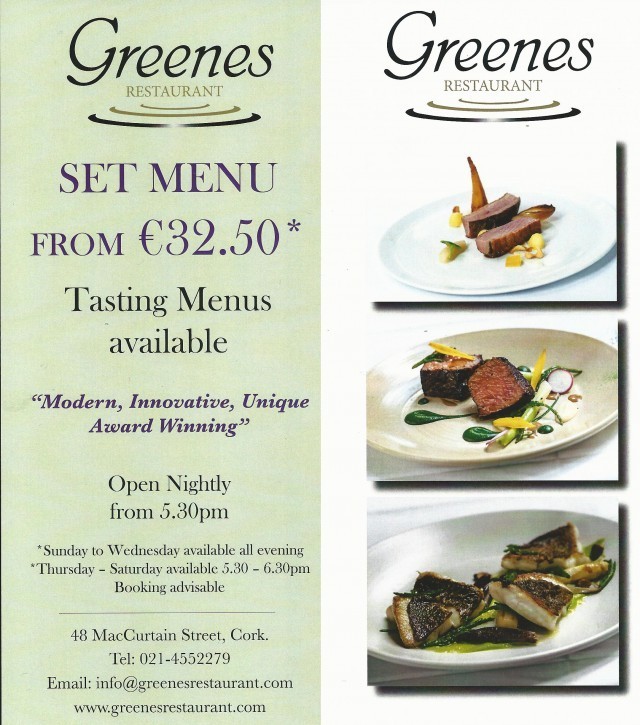 Greenes
RESTAURANT
SET MENU
FROM €32.50*
Tasting Menus
available
“Modern, Innovative, Unique
Award Winning”
Open Nightly
from 5.30pm
*Sunday to Wednesday available all evening
*Thursday – Saturday available 5.30 – 6.30pm
Booking advisable
48 MacCurtain Street, Cork.
Tel: 021-4552279
Email: info@greenesrestaurant.com
www.greenesrestaurant.com
Greenes
RESTAURANT